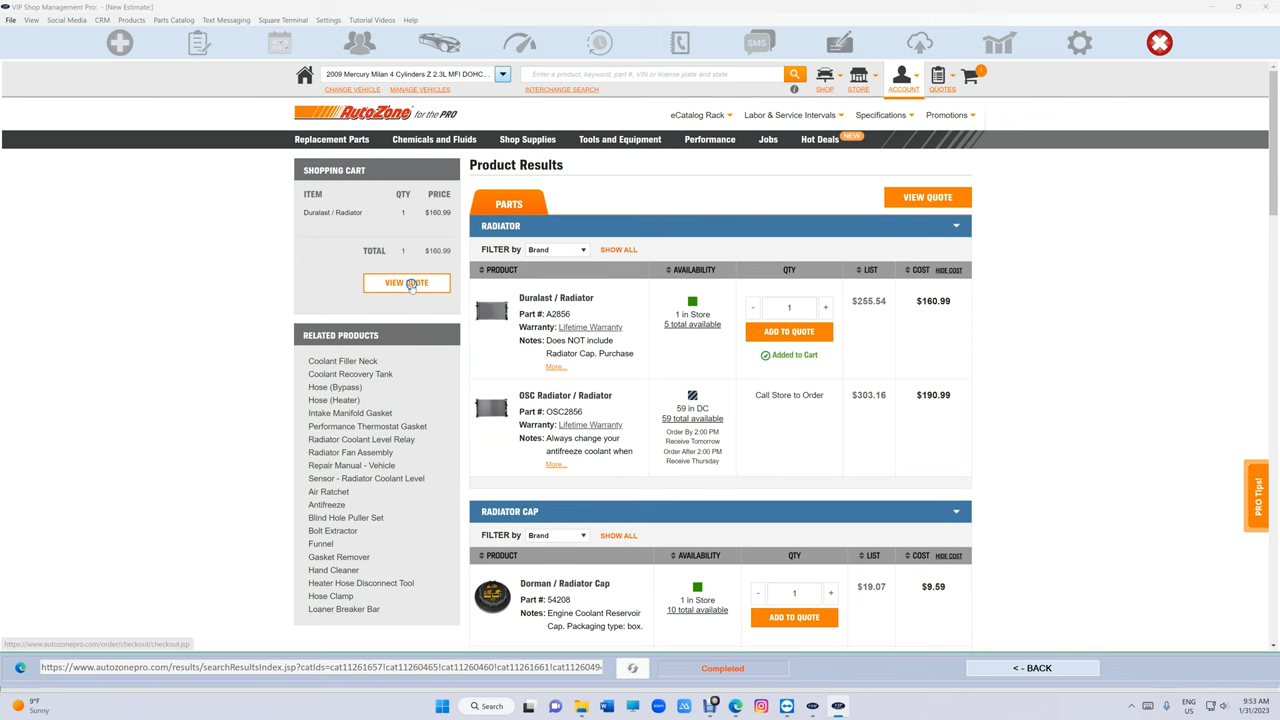 VIP Shop Management Pro: - [New Estimate:]
File View Social Media CRM Products Parts Catalog Text Messaging Square Terminal Settings Tutorial Videos Help
SMS
2009 Mercury Milan 4 Cylinders Z 2.3L MFI DOHC...
Enter a product, keyword, part #, VIN or license plate and state
CHANGE VEHICLE MANAGE VEHICLES INTERCHANGE SEARCH
SHOP STORE ACCOUNT QUOTES 1
AutoZone for the PRO
eCatalog Rack Labor & Service Intervals Specifications Promotions
Replacement Parts Chemicals and Fluids Shop Supplies Tools and Equipment Performance Jobs Hot Deals NEW
SHOPPING CART
ITEM QTY PRICE
Duralast / Radiator 1 $160.99
TOTAL 1 $160.99
VIEW QUOTE
RELATED PRODUCTS
Coolant Filler Neck
Coolant Recovery Tank
Hose (Bypass)
Hose (Heater)
Intake Manifold Gasket
Performance Thermostat Gasket
Radiator Coolant Level Relay
Radiator Fan Assembly
Repair Manual - Vehicle
Sensor - Radiator Coolant Level
Air Ratchet
Antifreeze
Blind Hole Puller Set
Bolt Extractor
Funnel
Gasket Remover
Hand Cleaner
Heater Hose Disconnect Tool
Hose Clamp
Loaner Breaker Bar
Product Results
PARTS
VIEW QUOTE
RADIATOR
FILTER by Brand SHOW ALL
PRODUCT AVAILABILITY QTY LIST COST HIDE COST
Duralast / Radiator
Part #: A2856
Warranty: Lifetime Warranty
Notes: Does NOT include
Radiator Cap. Purchase
More...
1 in Store
5 total available
- 1 +
ADD TO QUOTE
Added to Cart
$255.54 $160.99
OSC Radiator / Radiator
Part #: OSC2856
Warranty: Lifetime Warranty
Notes: Always change your
antifreeze coolant when
More...
59 in DC
59 total available
Order By 2:00 PM
Receive Tomorrow
Order After 2:00 PM
Receive Thursday
Call Store to Order
$303.16 $190.99
RADIATOR CAP
FILTER by Brand SHOW ALL
PRODUCT AVAILABILITY QTY LIST COST HIDE COST
Dorman / Radiator Cap
Part #: 54208
Notes: Engine Coolant Reservoir
Cap. Packaging type: box.
1 in Store
10 total available
- 1 +
ADD TO QUOTE
$19.07 $9.59
PRO Tips!
https://www.autozonepro.com/order/checkout/checkout.jsp
https://www.autozonepro.com/results/searchResultsIndex.jsp?catIds=cat11261657!cat11260465!cat11260460!cat11261661!cat1126049
Completed
< - BACK
9°F
Sunny
Search
ENG
US
9:53 AM
1/31/2023